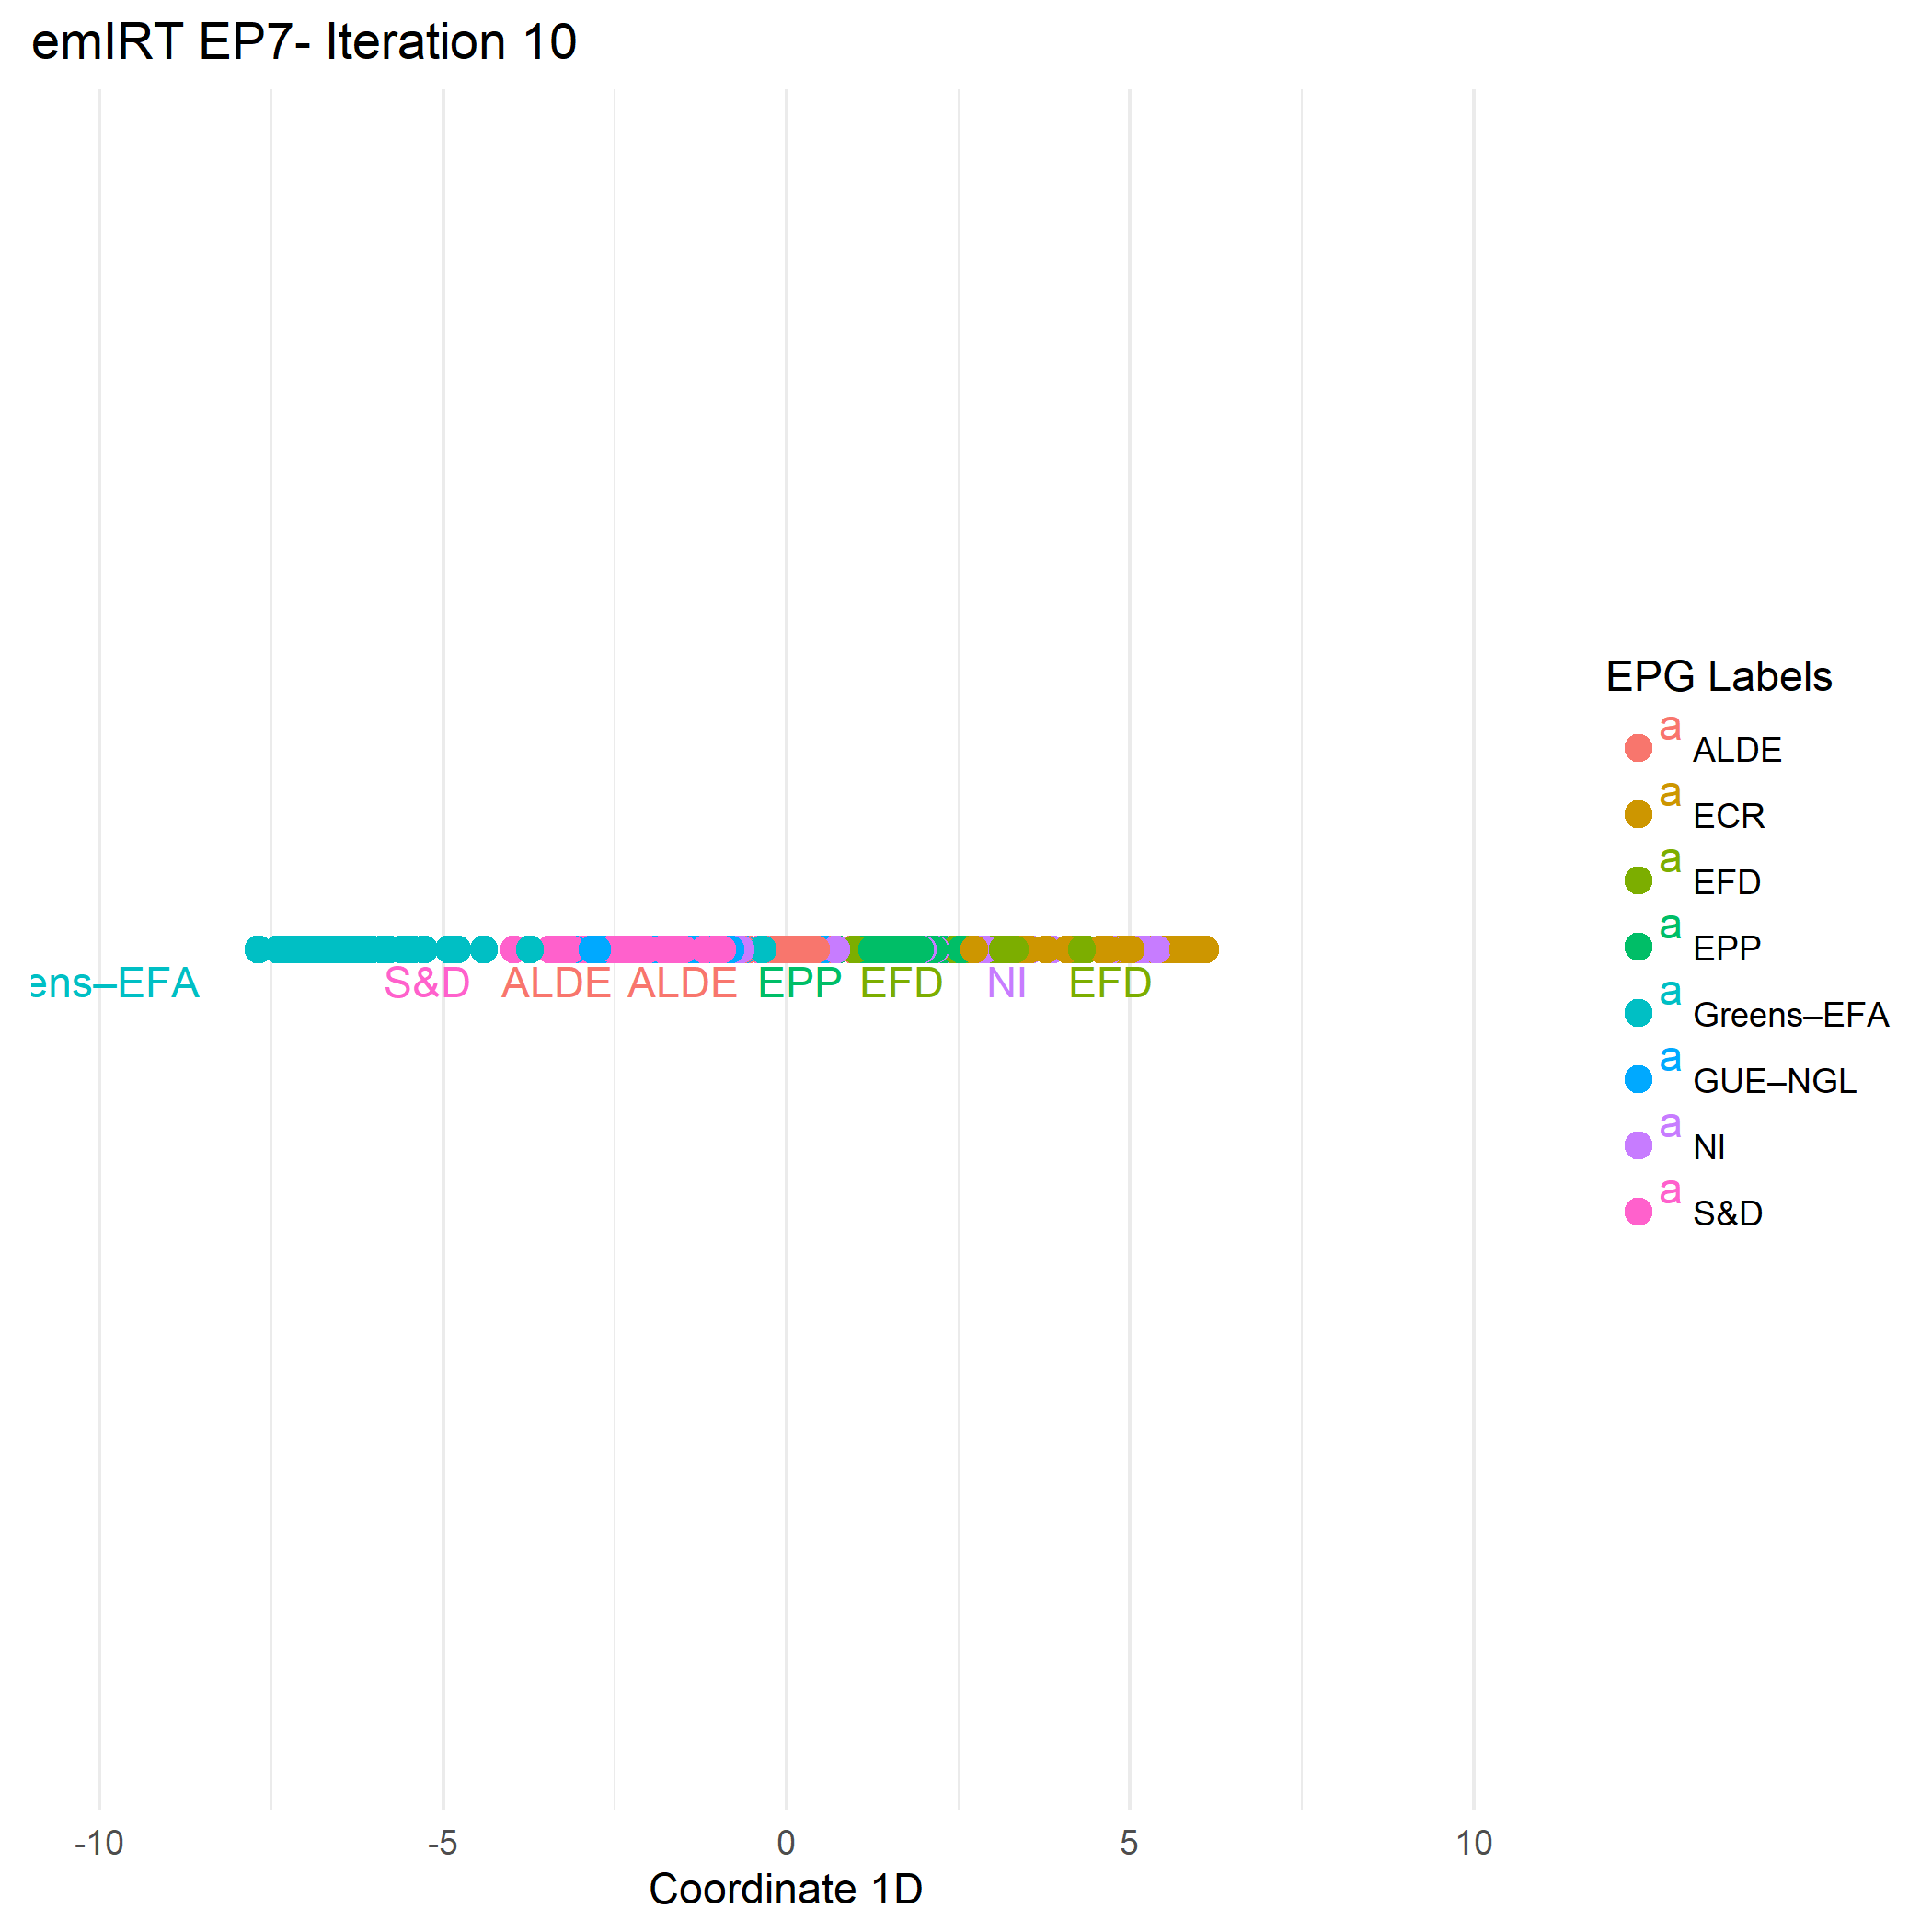 emIRT EP7- Iteration 10
ens–EFA S&D ALDE ALDE EPP EFD NI EFD
EPG Labels
a ALDE
a ECR
a EFD
a EPP
a Greens–EFA
a GUE–NGL
a NI
a S&D
-10 -5 0 5 10
Coordinate 1D